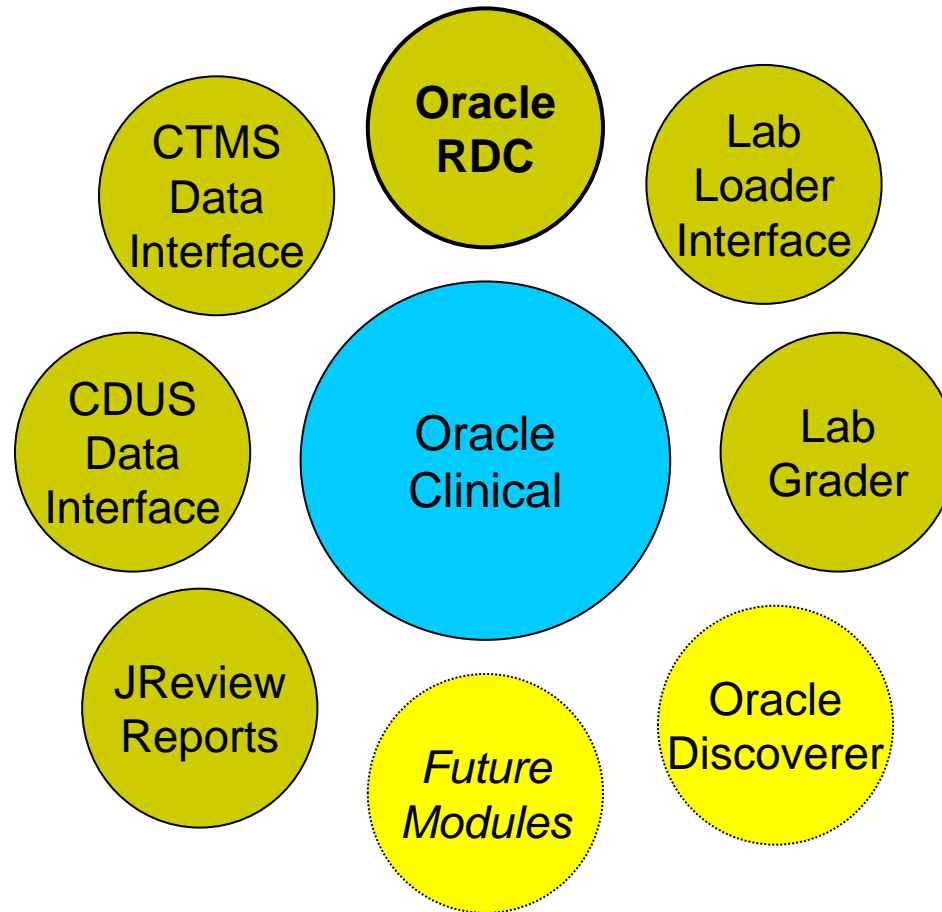 Oracle
RDC
CTMS
Data
Interface
Lab
Loader
Interface
CDUS
Data
Interface
Oracle
Clinical
Lab
Grader
JReview
Reports
Future
Modules
Oracle
Discoverer